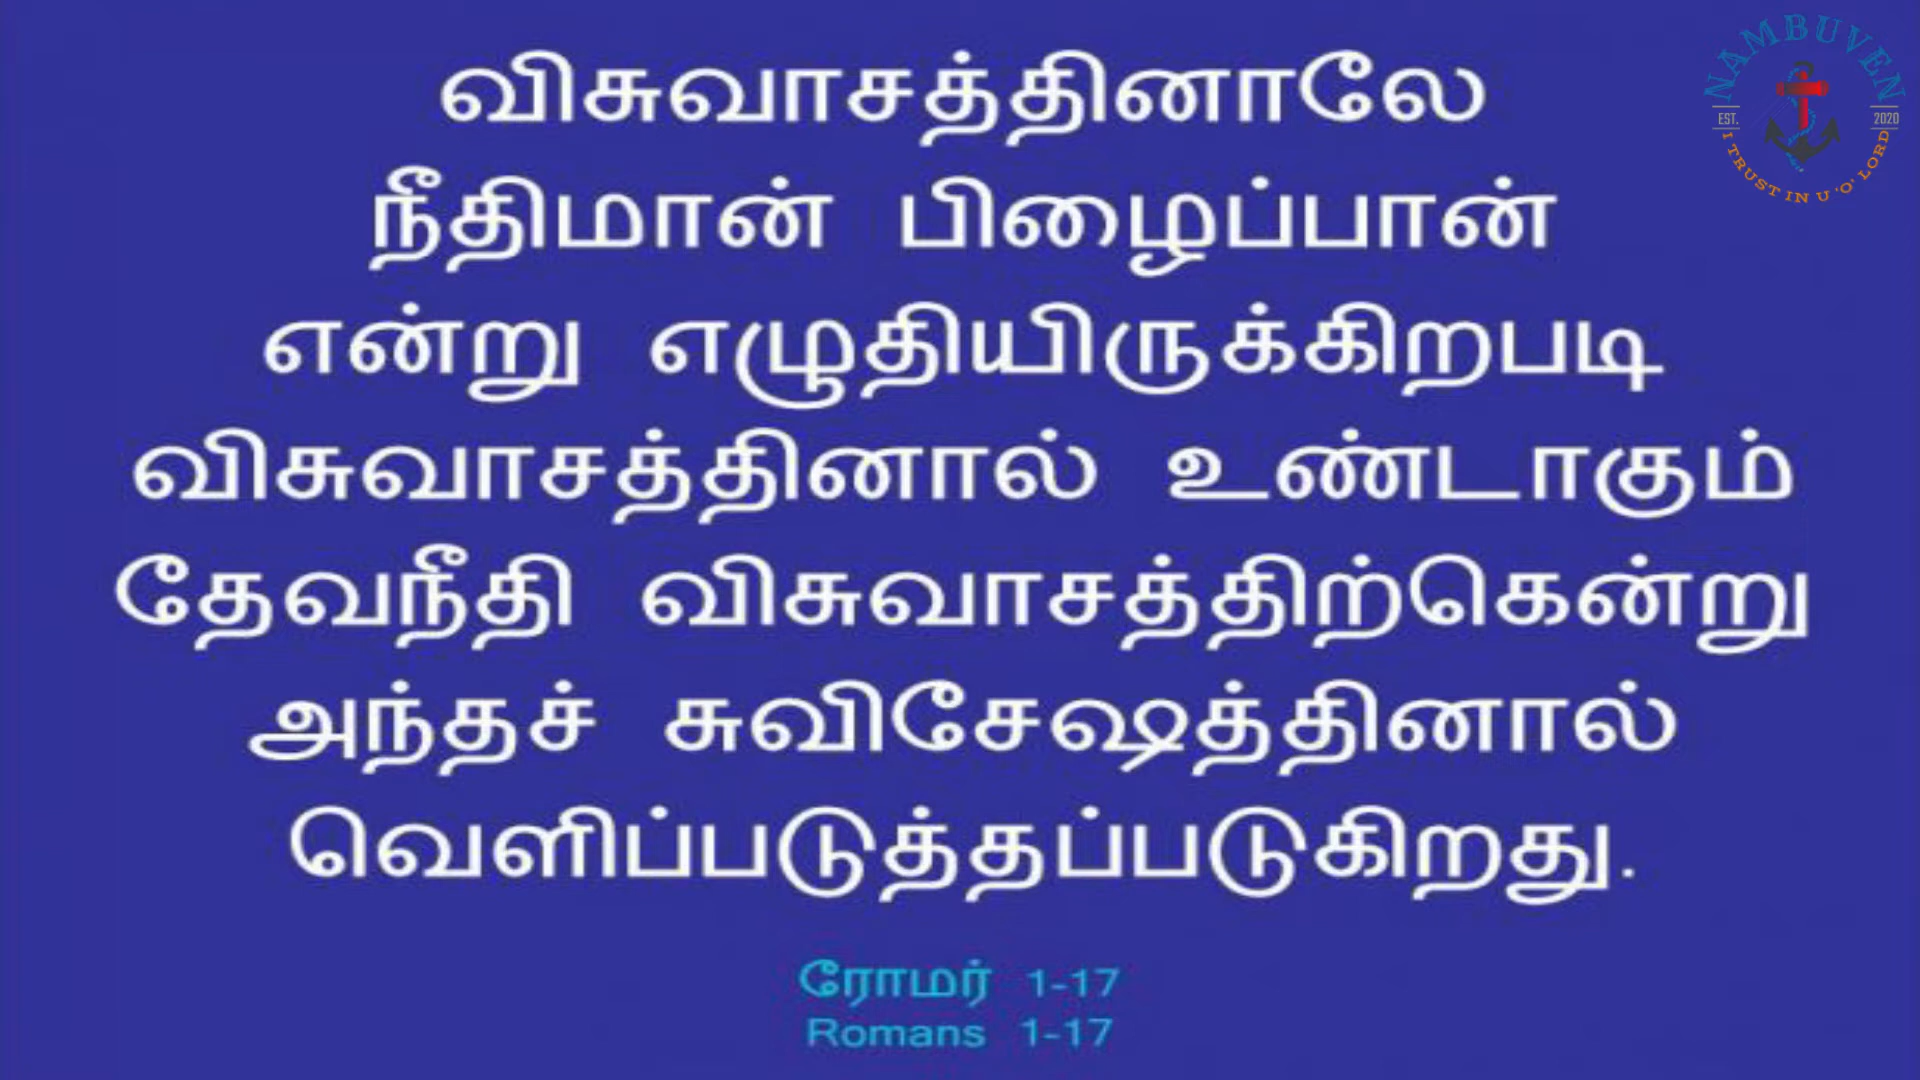 விசுவாசத்தினாலே
நீதிமான் பிழைப்பான்
என்று எழுதியிருக்கிறபடி
விசுவாசத்தினால் உண்டாகும்
தேவநீதி விசுவாசத்திற்கென்று
அந்தச் சுவிசேஷத்தினால்
வெளிப்படுத்தப்படுகிறது.
ரோமர் 1-17
Romans 1-17
NAMBUVEN
EST. 2020
I TRUST IN U 'O' LORD